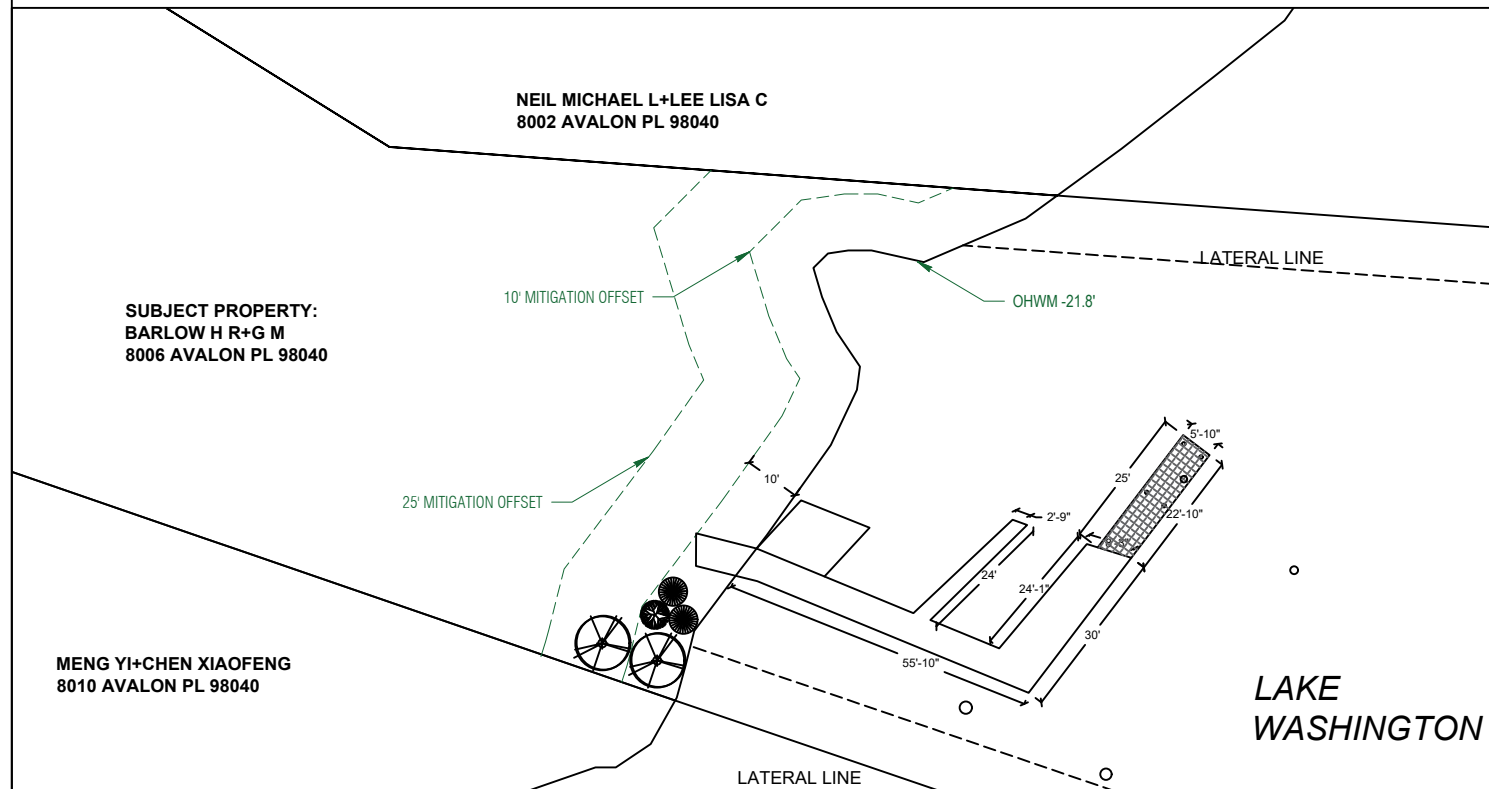 NEIL MICHAEL L+LEE LISA C
8002 AVALON PL 98040
LATERAL LINE
10' MITIGATION OFFSET
OHWM -21.8'
SUBJECT PROPERTY:
BARLOW H R+G M
8006 AVALON PL 98040
5'-10"
25'
10'
25' MITIGATION OFFSET
2'-9"
22'-10"
24'
24'-1"
30'
55'-10"
MENG YI+CHEN XIAOFENG
8010 AVALON PL 98040
LAKE
WASHINGTON
LATERAL LINE